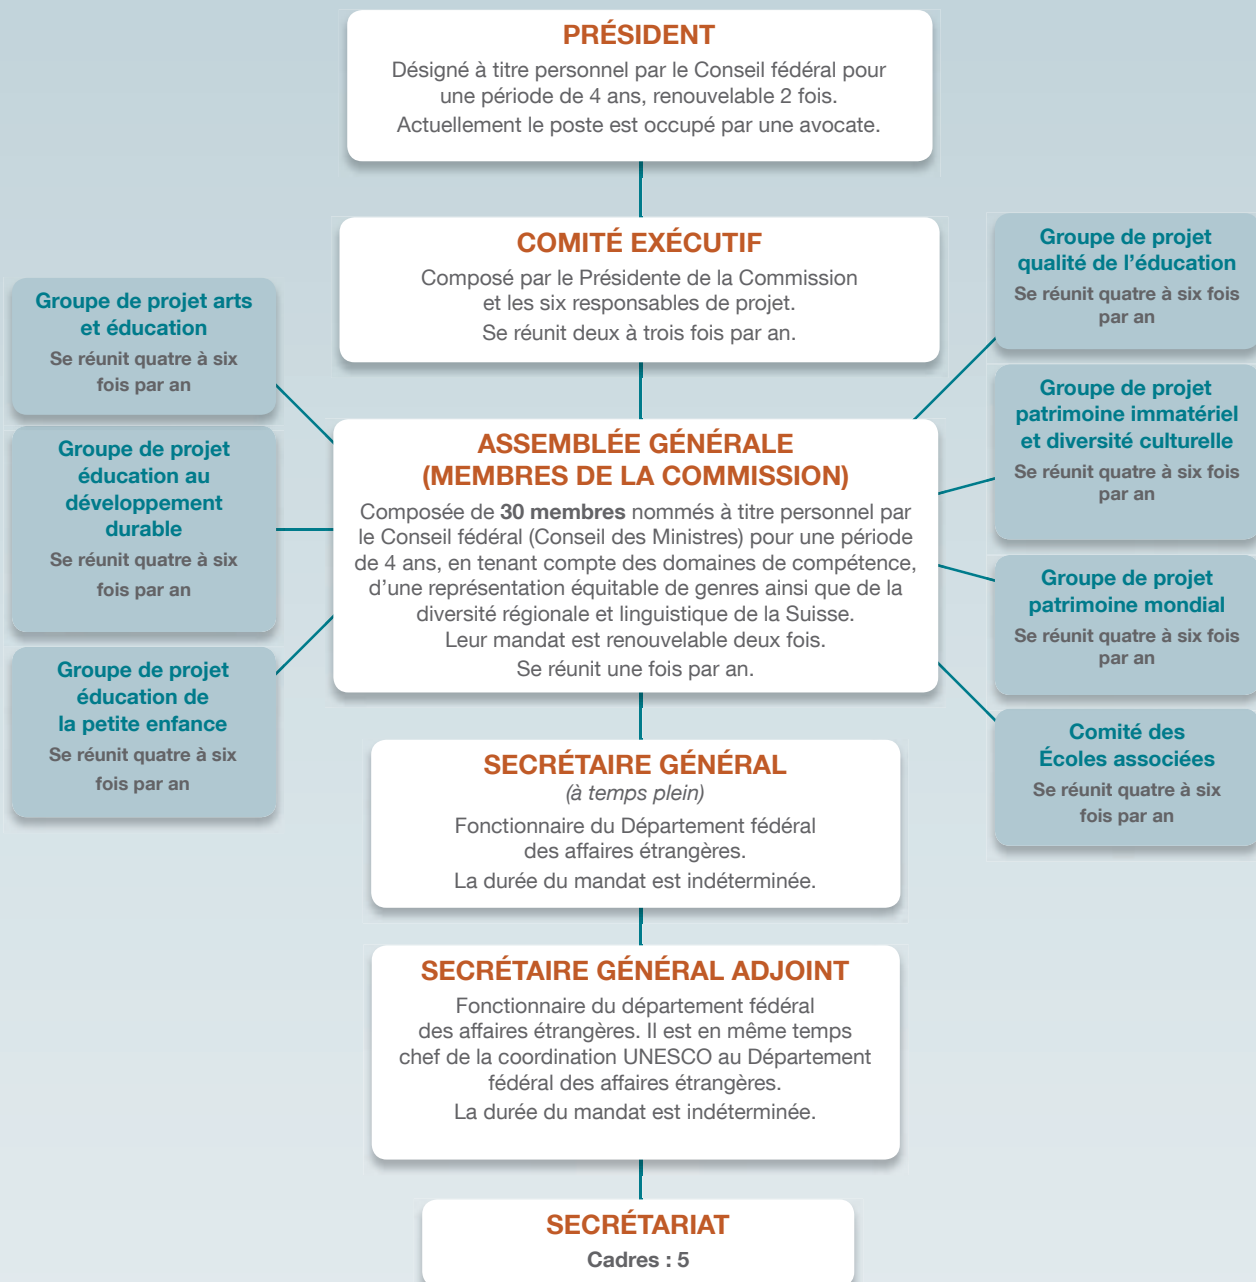 PRÉSIDENT
Désigné à titre personnel par le Conseil fédéral pour
une période de 4 ans, renouvelable 2 fois.
Actuellement le poste est occupé par une avocate.
COMITÉ EXÉCUTIF
Composé par le Présidente de la Commission
et les six responsables de projet.
Se réunit deux à trois fois par an.
Groupe de projet arts
et éducation
Se réunit quatre à six
fois par an
Groupe de projet
éducation au
développement
durable
Se réunit quatre à six
fois par an
Groupe de projet
éducation de
la petite enfance
Se réunit quatre à six
fois par an
ASSEMBLÉE GÉNÉRALE
(MEMBRES DE LA COMMISSION)
Composée de 30 membres nommés à titre personnel par
le Conseil fédéral (Conseil des Ministres) pour une période
de 4 ans, en tenant compte des domaines de compétence,
d’une représentation équitable de genres ainsi que de la
diversité régionale et linguistique de la Suisse.
Leur mandat est renouvelable deux fois.
Se réunit une fois par an.
Groupe de projet
qualité de l’éducation
Se réunit quatre à six fois
par an
Groupe de projet
patrimoine immatériel
et diversité culturelle
Se réunit quatre à six fois
par an
Groupe de projet
patrimoine mondial
Se réunit quatre à six fois
par an
Comité des
Écoles associées
Se réunit quatre à six
fois par an
SECRÉTAIRE GÉNÉRAL
(à temps plein)
Fonctionnaire du Département fédéral
des affaires étrangères.
La durée du mandat est indéterminée.
SECRÉTAIRE GÉNÉRAL ADJOINT
Fonctionnaire du département fédéral
des affaires étrangères. Il est en même temps
chef de la coordination UNESCO au Département
fédéral des affaires étrangères.
La durée du mandat est indéterminée.
SECRÉTARIAT
Cadres : 5